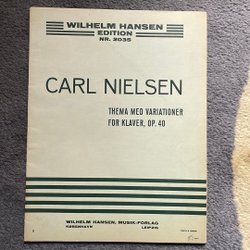 WILHELM HANSEN
EDITION
NR. 2035
CARL NIELSEN
THEMA MED VARIATIONER
FOR KLAVER, OP. 40
WILHELM HANSEN, MUSIK-FORLAG
KØBENHAVN LEIPZIG